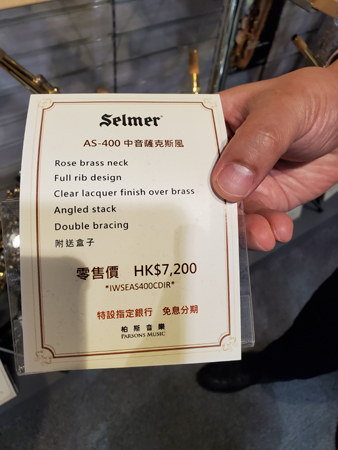 Selmer
AS-400 中音薩克斯風
Rose brass neck
Full rib design
Clear lacquer finish over brass
Angled stack
Double bracing
附送盒子
零售價 HK$7,200
*IWSEAS400CDIR*
特設指定銀行 免息分期
柏斯音樂
PARSONS MUSIC